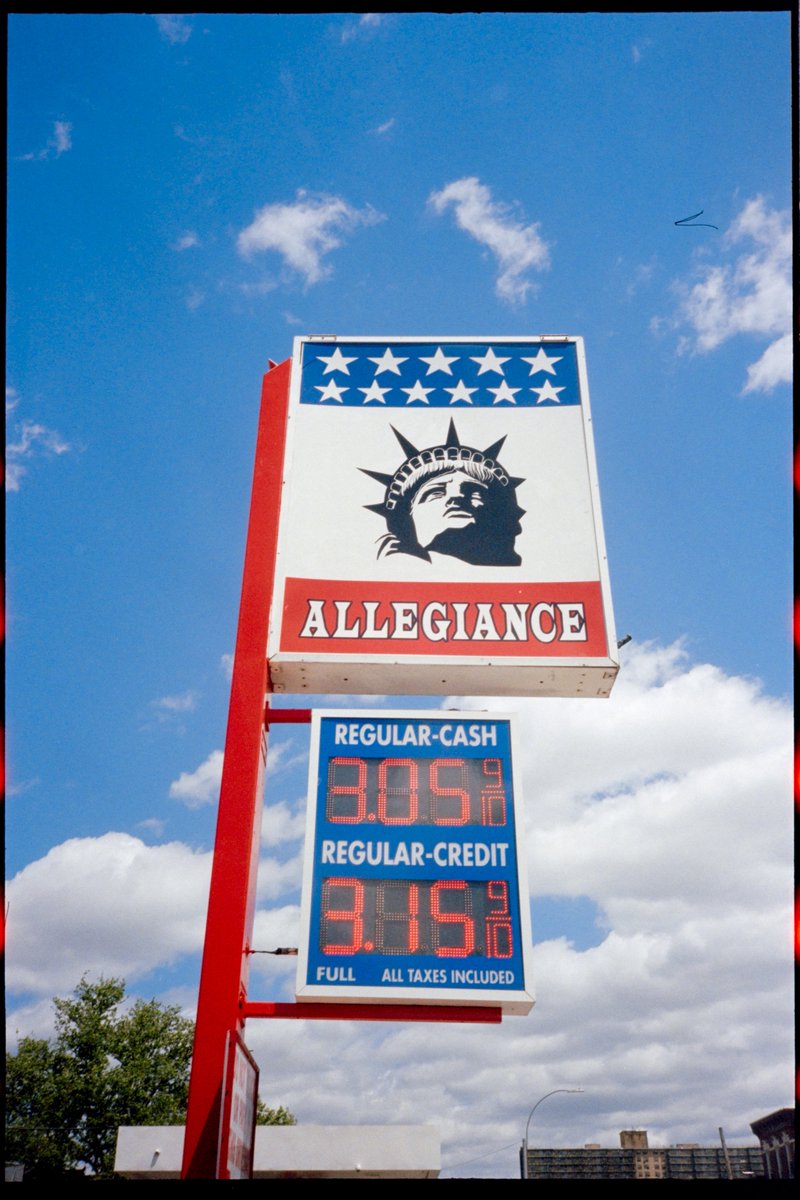 ALLEGIANCE
REGULAR-CASH
3.05 9/10
REGULAR-CREDIT
3.15 9/10
FULL ALL TAXES INCLUDED